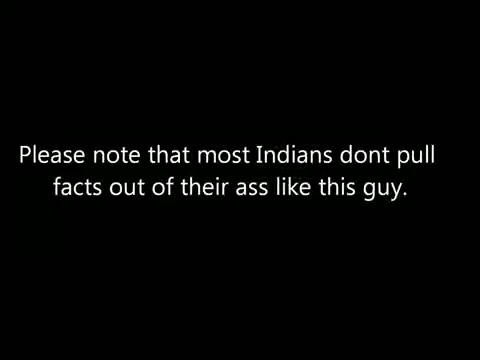 Please note that most Indians dont pull
facts out of their ass like this guy.